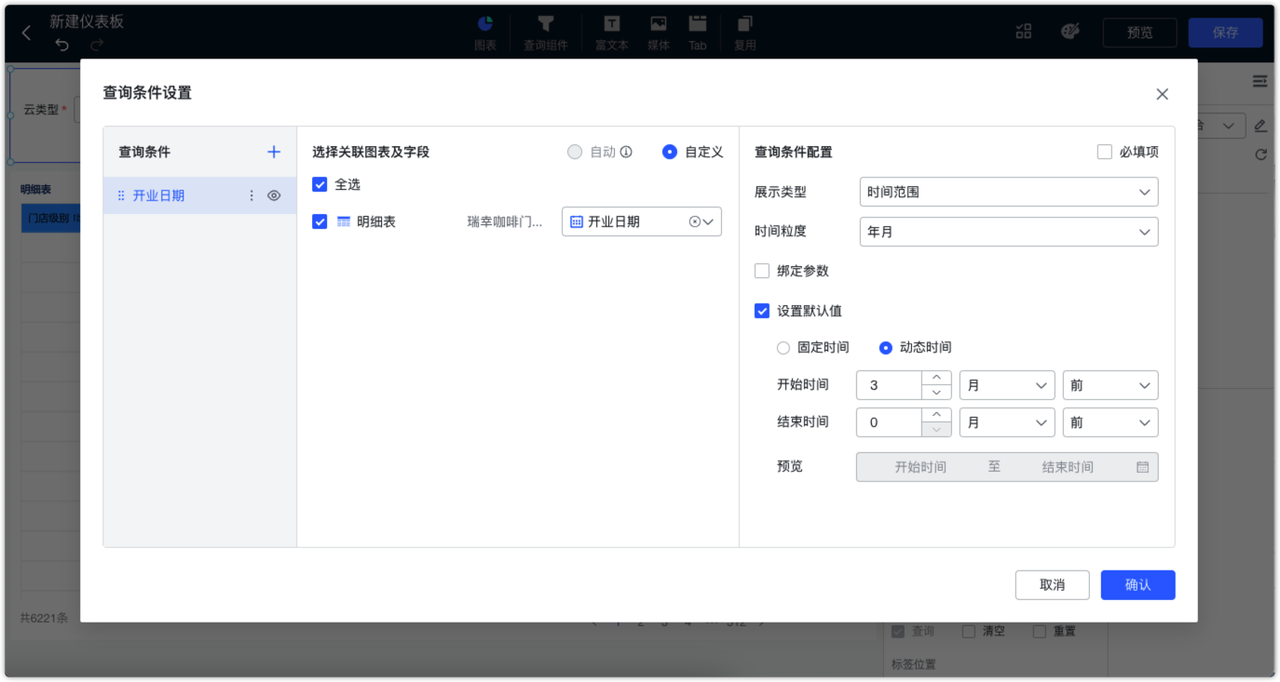 新建仪表板
图表
查询组件
富文本
媒体
Tab
复用
预览
保存
云类型 *
明细表
门店级别
共6221条
查询条件设置
查询条件
开业日期
选择关联图表及字段
自动
自定义
全选
明细表
瑞幸咖啡门...
开业日期
查询条件配置
必填项
展示类型
时间范围
时间粒度
年月
绑定参数
设置默认值
固定时间
动态时间
开始时间
3
月
前
结束时间
0
月
前
预览
开始时间
至
结束时间
取消
确认
查询
清空
重置
标签位置